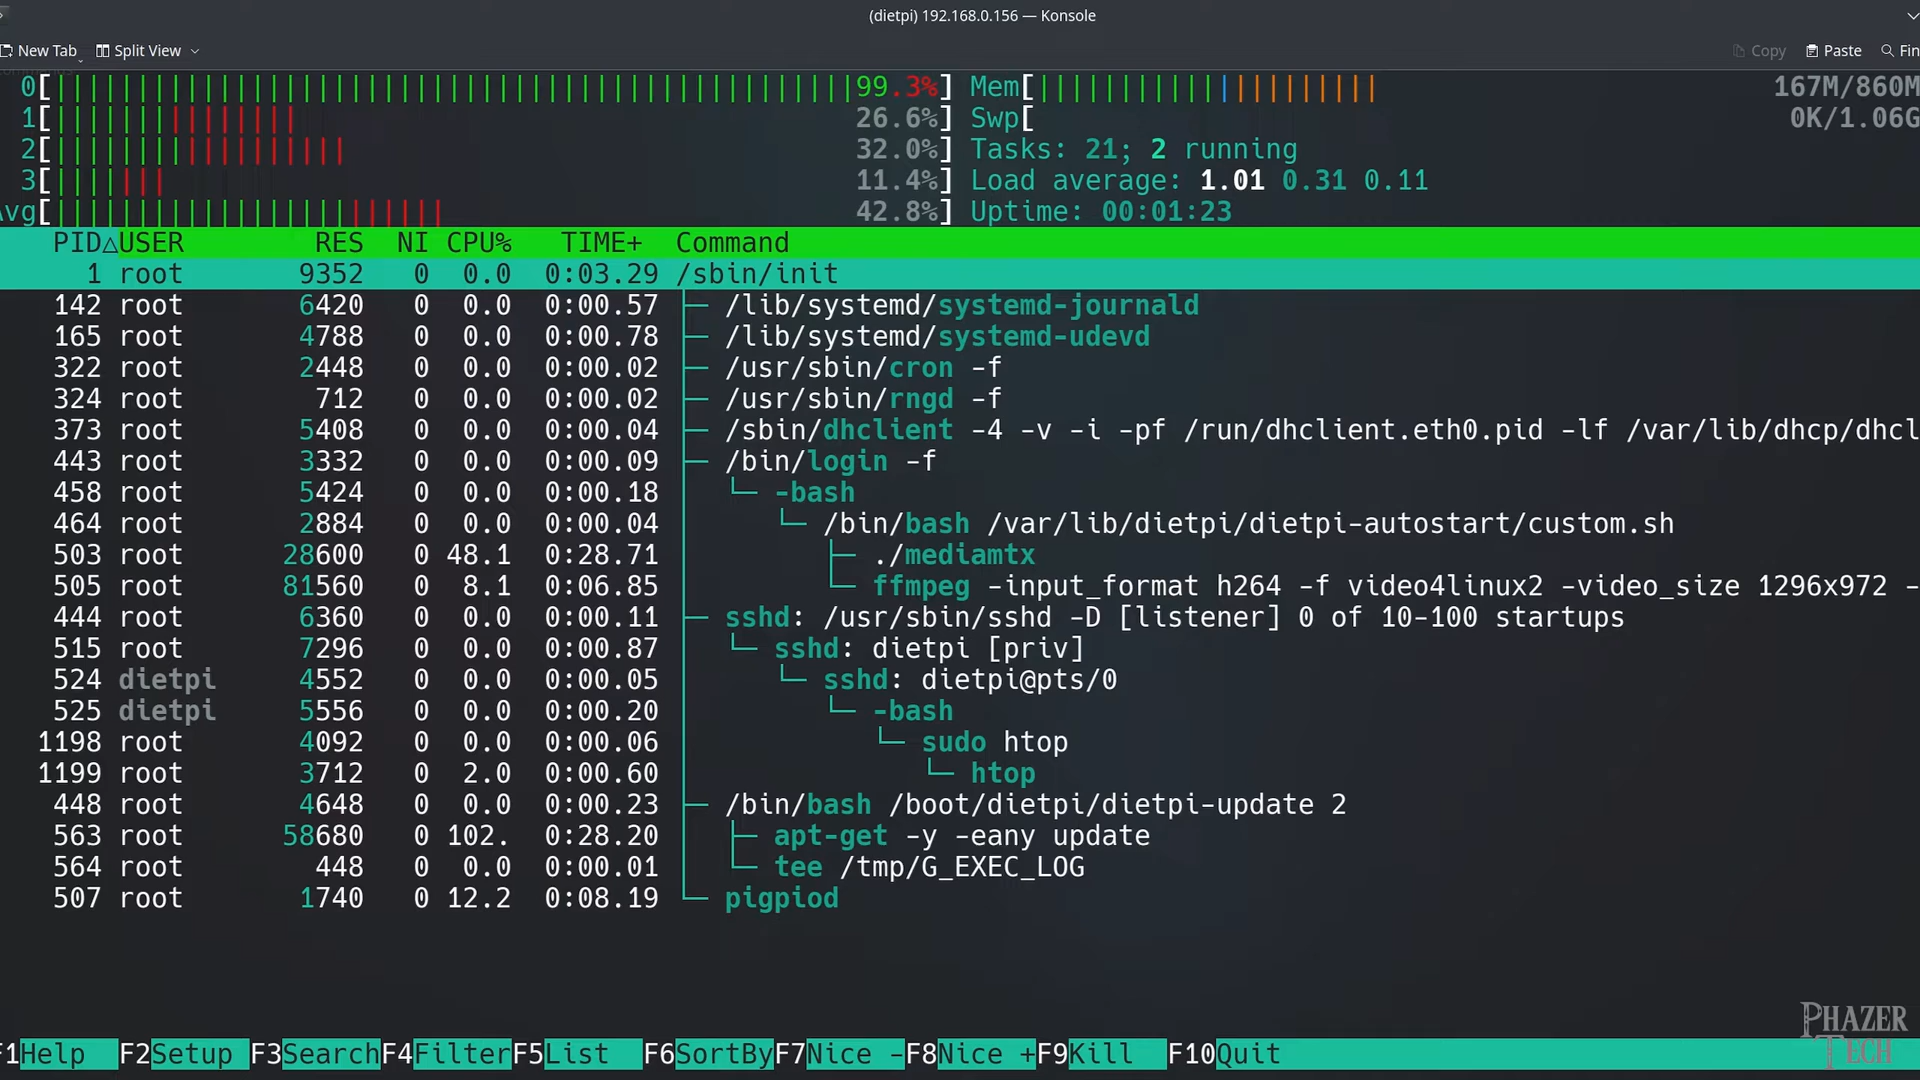 (dietpi) 192.168.0.156 — Konsole
New Tab Split View Copy Paste Fin
0[ 99.3%] Mem[ 167M/860M
1[ 26.6%] Swp[ 0K/1.06G
2[ 32.0%] Tasks: 21; 2 running
3[ 11.4%] Load average: 1.01 0.31 0.11
Avg[ 42.8%] Uptime: 00:01:23
PID△USER RES NI CPU% TIME+ Command
1 root 9352 0 0.0 0:03.29 /sbin/init
142 root 6420 0 0.0 0:00.57 ├─ /lib/systemd/systemd-journald
165 root 4788 0 0.0 0:00.78 ├─ /lib/systemd/systemd-udevd
322 root 2448 0 0.0 0:00.02 ├─ /usr/sbin/cron -f
324 root 712 0 0.0 0:00.02 ├─ /usr/sbin/rngd -f
373 root 5408 0 0.0 0:00.04 ├─ /sbin/dhclient -4 -v -i -pf /run/dhclient.eth0.pid -lf /var/lib/dhcp/dhcl
443 root 3332 0 0.0 0:00.09 ├─ /bin/login -f
458 root 5424 0 0.0 0:00.18 │ └─ -bash
464 root 2884 0 0.0 0:00.04 │ └─ /bin/bash /var/lib/dietpi/dietpi-autostart/custom.sh
503 root 28600 0 48.1 0:28.71 │ ├─ ./mediamtx
505 root 81560 0 8.1 0:06.85 │ └─ ffmpeg -input_format h264 -f video4linux2 -video_size 1296x972 -
444 root 6360 0 0.0 0:00.11 ├─ sshd: /usr/sbin/sshd -D [listener] 0 of 10-100 startups
515 root 7296 0 0.0 0:00.87 │ └─ sshd: dietpi [priv]
524 dietpi 4552 0 0.0 0:00.05 │ └─ sshd: dietpi@pts/0
525 dietpi 5556 0 0.0 0:00.20 │ └─ -bash
1198 root 4092 0 0.0 0:00.06 │ └─ sudo htop
1199 root 3712 0 2.0 0:00.60 │ └─ htop
448 root 4648 0 0.0 0:00.23 ├─ /bin/bash /boot/dietpi/dietpi-update 2
563 root 58680 0 102. 0:28.20 │ ├─ apt-get -y -eany update
564 root 448 0 0.0 0:00.01 │ └─ tee /tmp/G_EXEC_LOG
507 root 1740 0 12.2 0:08.19 └─ pigpiod
PHAZER
TECH
F1Help F2Setup F3SearchF4FilterF5List F6SortByF7Nice -F8Nice +F9Kill F10Quit